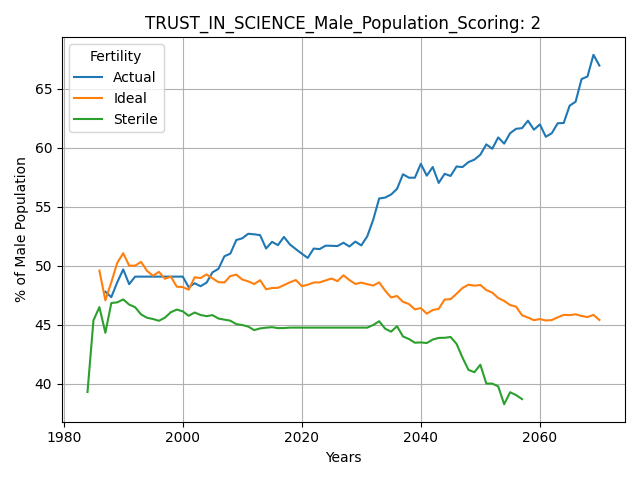 TRUST_IN_SCIENCE_Male_Population_Scoring: 2
Fertility
Actual
Ideal
Sterile
% of Male Population
65
60
55
50
45
40
1980
2000
2020
2040
2060
Years